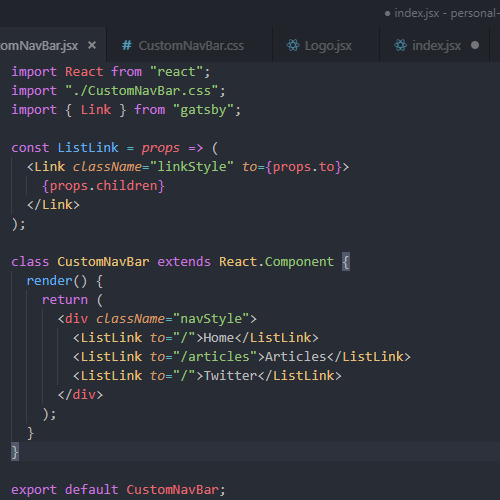 index.jsx - personal-
omNavBar.jsx × # CustomNavBar.css Logo.jsx index.jsx
import React from "react";
import "./CustomNavBar.css";
import { Link } from "gatsby";
const ListLink = props => (
<Link className="linkStyle" to={props.to}>
{props.children}
</Link>
);
class CustomNavBar extends React.Component {
render() {
return (
<div className="navStyle">
<ListLink to="/">Home</ListLink>
<ListLink to="/articles">Articles</ListLink>
<ListLink to="/">Twitter</ListLink>
</div>
);
}
}
export default CustomNavBar;